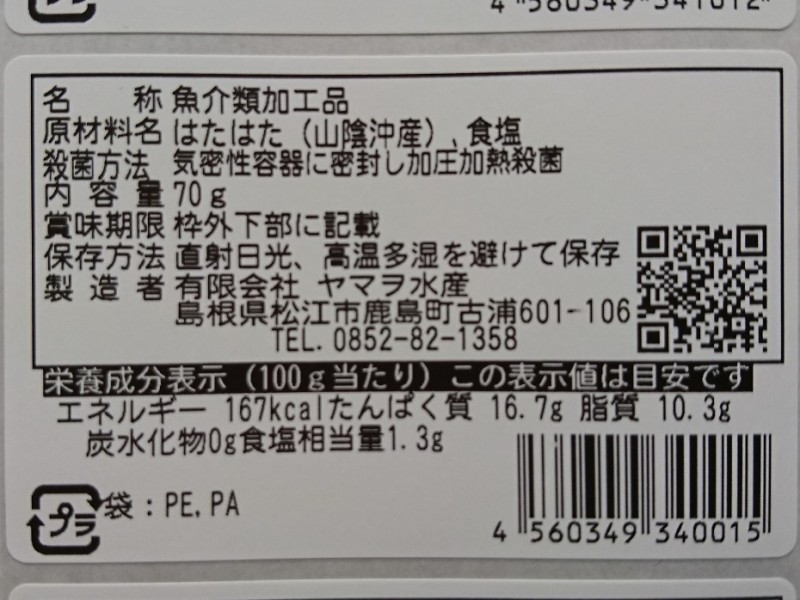 4 560349 341012
名 称 魚介類加工品
原材料名 はたはた（山陰沖産）、食塩
殺菌方法 気密性容器に密封し加圧加熱殺菌
内 容 量 70g
賞味期限 枠外下部に記載
保存方法 直射日光、高温多湿を避けて保存
製 造 者 有限会社 ヤマヲ水産
島根県松江市鹿島町古浦601-106
TEL.0852-82-1358
栄養成分表示（100g当たり）この表示値は目安です
エネルギー 167kcalたんぱく質 16.7g 脂質 10.3g
炭水化物0g食塩相当量1.3g
プラ 袋：PE,PA
4 560349 340015